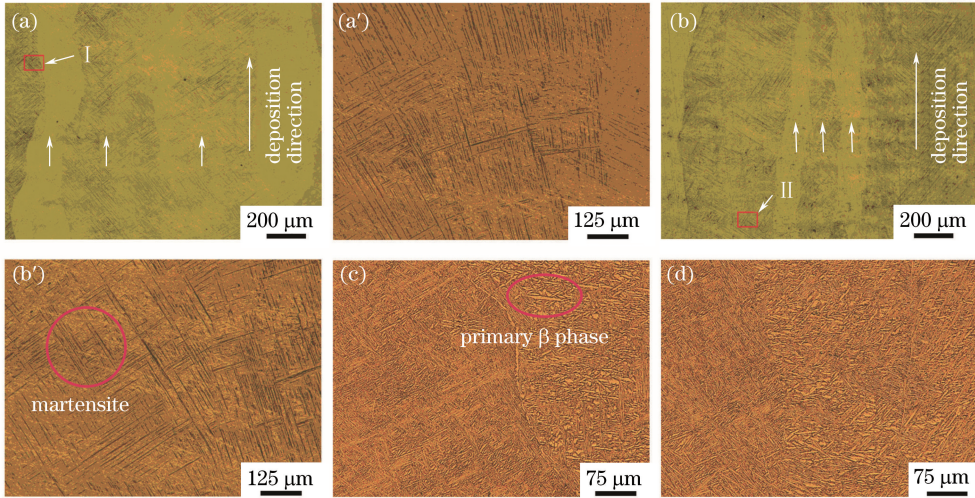 (a)
I
deposition
direction
200 μm
(a′)
125 μm
(b)
II
deposition
direction
200 μm
(b′)
martensite
125 μm
(c)
primary β phase
75 μm
(d)
75 μm